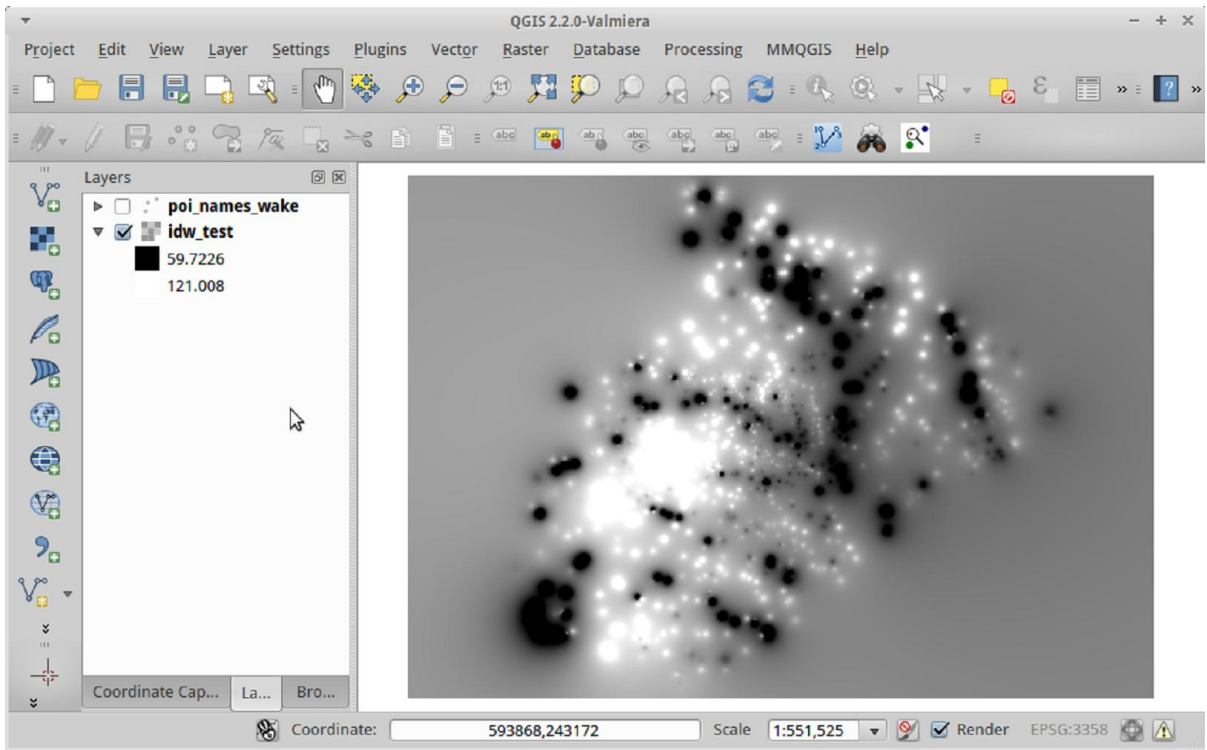 QGIS 2.2.0-Valmiera
Project Edit View Layer Settings Plugins Vector Raster Database Processing MMQGIS Help
Layers
poi_names_wake
idw_test
59.7226
121.008
Coordinate Cap... La... Bro...
Coordinate: 593868,243172 Scale 1:551,525 Render EPSG:3358